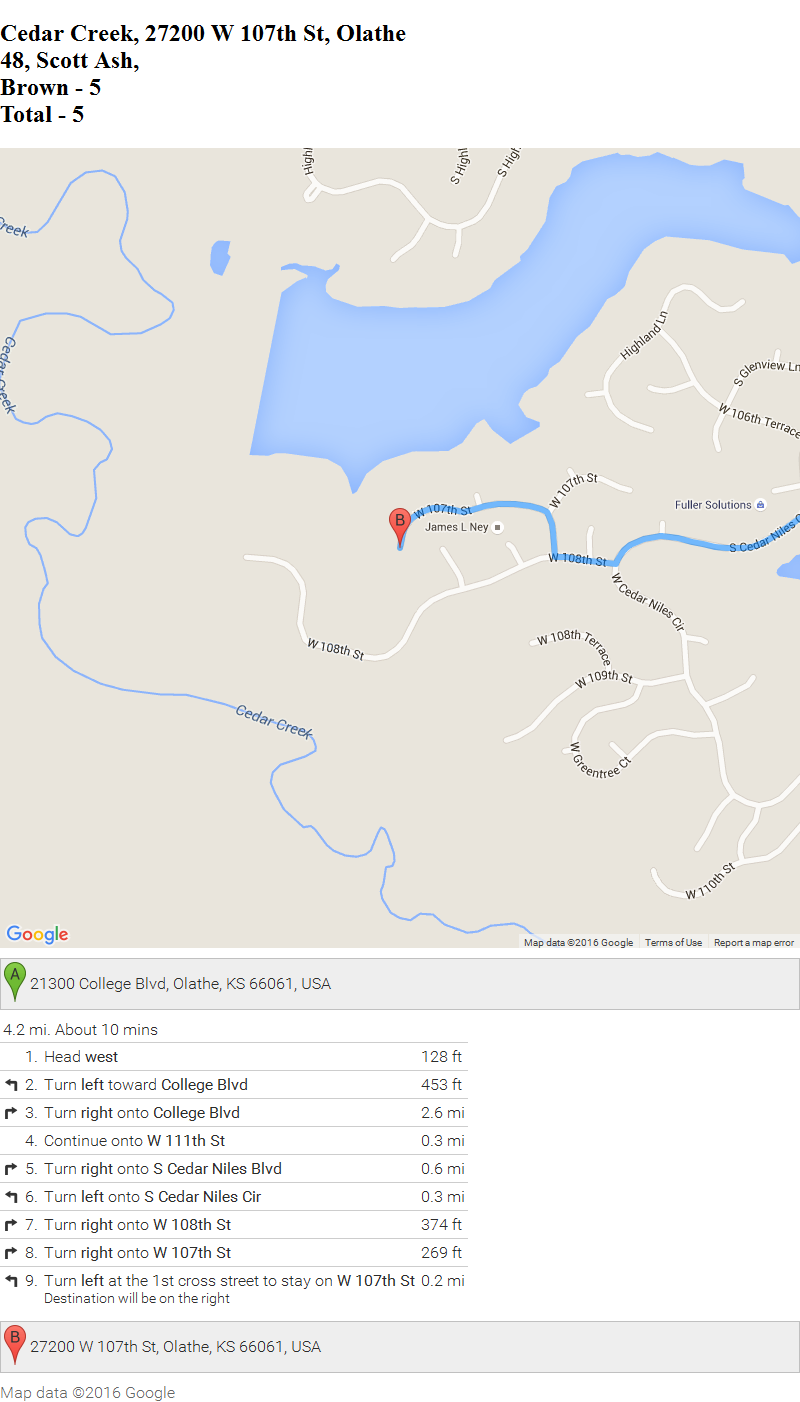 Cedar Creek, 27200 W 107th St, Olathe
48, Scott Ash,
Brown - 5
Total - 5
Highl
S Highl
S High
Creek
Cedar Creek
Highland Ln
S Glenview Ln
W 106th Terrace
W 107th St
Fuller Solutions
B
W 107th St
James L Ney
S Cedar Niles C
W 108th St
W Cedar Niles Cir
W 108th Terrace
W 108th St
W 109th St
Cedar Creek
W Greentree Ct
W 110th St
Google
Map data ©2016 Google Terms of Use Report a map error
A 21300 College Blvd, Olathe, KS 66061, USA
4.2 mi. About 10 mins
1. Head west 128 ft
2. Turn left toward College Blvd 453 ft
3. Turn right onto College Blvd 2.6 mi
4. Continue onto W 111th St 0.3 mi
5. Turn right onto S Cedar Niles Blvd 0.6 mi
6. Turn left onto S Cedar Niles Cir 0.3 mi
7. Turn right onto W 108th St 374 ft
8. Turn right onto W 107th St 269 ft
9. Turn left at the 1st cross street to stay on W 107th St 0.2 mi
Destination will be on the right
B 27200 W 107th St, Olathe, KS 66061, USA
Map data ©2016 Google